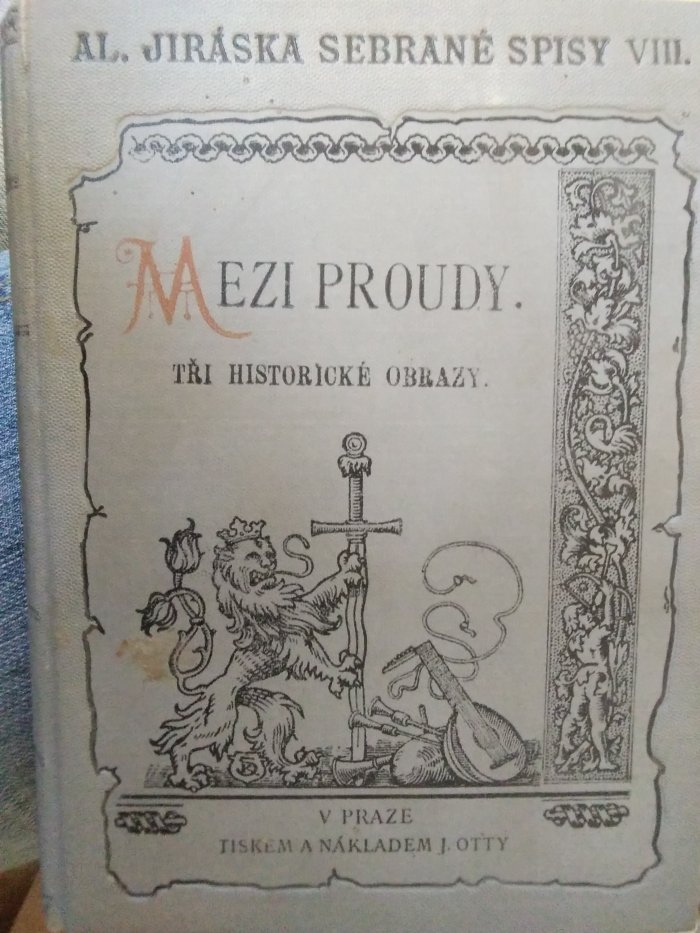 AL. JIRÁSKA SEBRANÉ SPISY VIII.
MEZI PROUDY.
TŘI HISTORICKÉ OBRAZY.
V PRAZE
TISKEM A NÁKLADEM J. OTTY